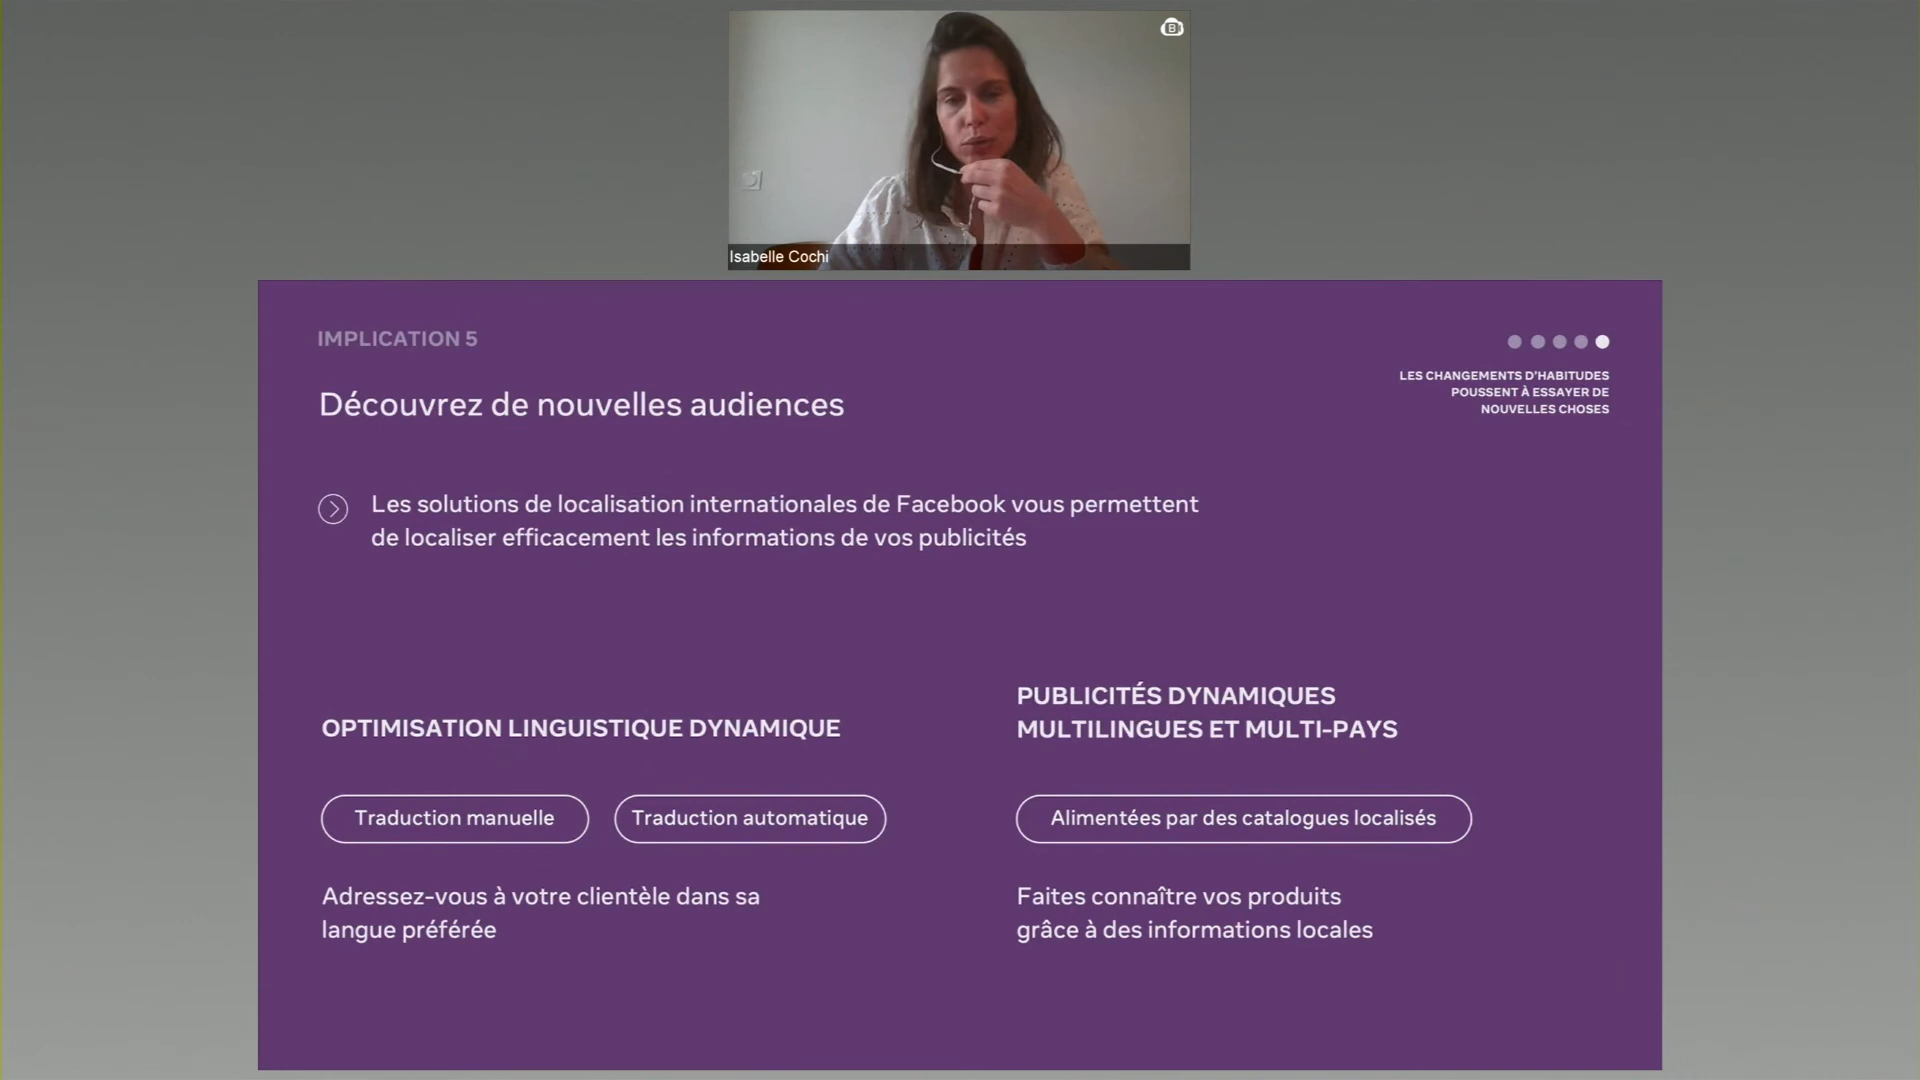 B
Isabelle Cochi
IMPLICATION 5
LES CHANGEMENTS D'HABITUDES
POUSSENT À ESSAYER DE
NOUVELLES CHOSES
Découvrez de nouvelles audiences
Les solutions de localisation internationales de Facebook vous permettent
de localiser efficacement les informations de vos publicités
OPTIMISATION LINGUISTIQUE DYNAMIQUE
Traduction manuelle
Traduction automatique
Adressez-vous à votre clientèle dans sa
langue préférée
PUBLICITÉS DYNAMIQUES
MULTILINGUES ET MULTI-PAYS
Alimentées par des catalogues localisés
Faites connaître vos produits
grâce à des informations locales